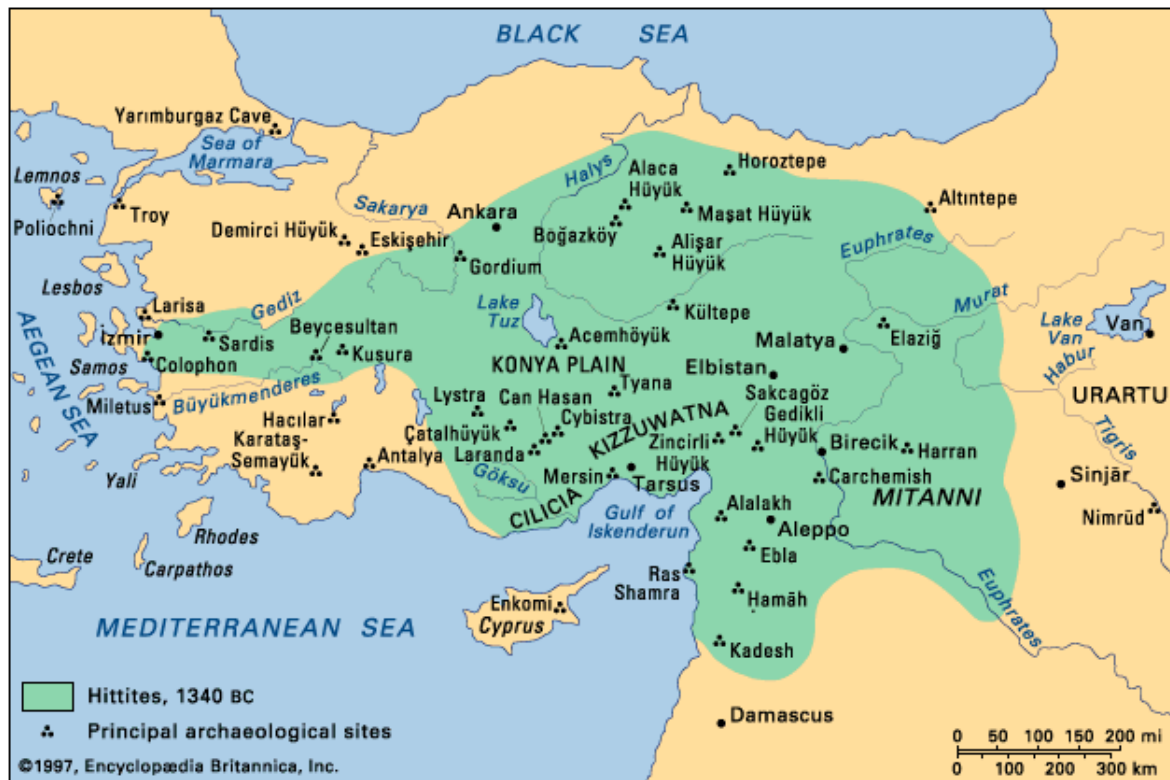 BLACK SEA
Yarımburgaz Cave
Sea of
Marmara
Lemnos
Poliochni
Troy
Sakarya
Ankara
Halys
Alaca
Hüyük
Horoztepe
Altıntepe
Demirci Hüyük
Eskişehir
Gordium
Boğazköy
Maşat Hüyük
Alişar
Hüyük
Euphrates
Lesbos
Larisa
Gediz
Lake
Tuz
Kültepe
Murat
Lake
Van
Van
AEGEAN SEA
İzmir
Sardis
Beycesultan
Kusura
Acemhöyük
Malatya
Elaziğ
Habur
Samos
Colophon
KONYA PLAIN
Elbistan
URARTU
Miletus
Büyükmenderes
Lystra
Can Hasan
Tyana
Sakcagöz
Tigris
Hacılar
Çatalhüyük
Cybistra
KIZZUWATNA
Gedikli
Hüyük
Karataş-
Semayük
Antalya
Laranda
Zincirli
Hüyük
Birecik
Harran
Yali
Göksu
Mersin
Tarsus
Carchemish
MITANNI
Sinjār
CILICIA
Gulf of
Iskenderun
Alalakh
Aleppo
Nimrūd
Rhodes
Crete
Carpathos
Ebla
Ras
Shamra
Hamāh
Euphrates
Enkomi
Cyprus
MEDITERRANEAN SEA
Kadesh
Hittites, 1340 BC
Damascus
Principal archaeological sites
0 50 100 150 200 mi
0 100 200 300 km
©1997, Encyclopædia Britannica, Inc.